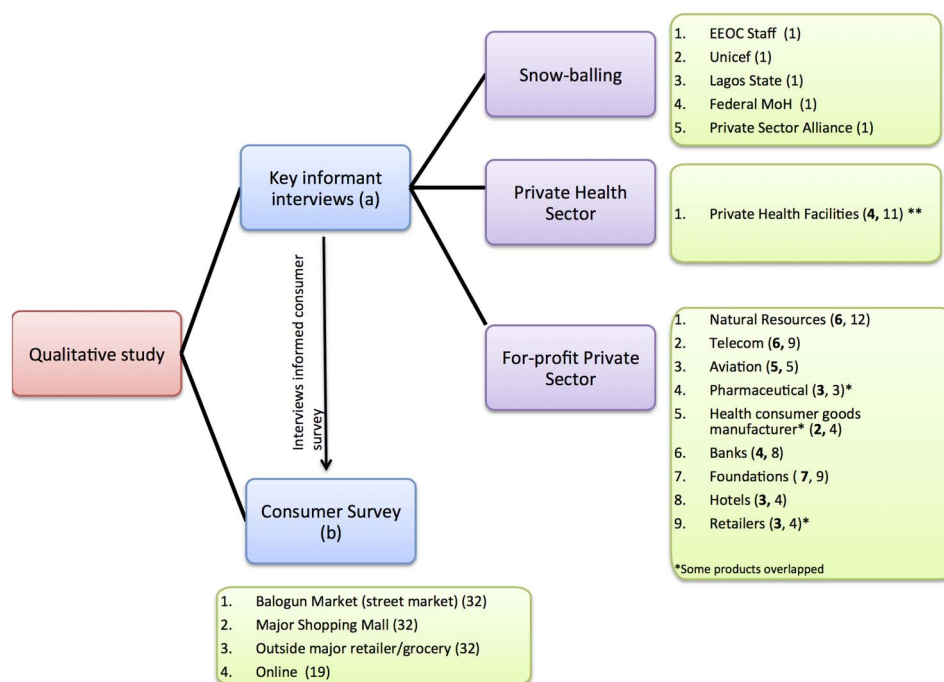 Qualitative study
Key informant
interviews (a)
Interviews informed consumer
survey
Consumer Survey
(b)
Snow-balling
1. EEOC Staff (1)
2. Unicef (1)
3. Lagos State (1)
4. Federal MoH (1)
5. Private Sector Alliance (1)
Private Health
Sector
1. Private Health Facilities (4, 11) **
For-profit Private
Sector
1. Natural Resources (6, 12)
2. Telecom (6, 9)
3. Aviation (5, 5)
4. Pharmaceutical (3, 3)*
5. Health consumer goods
manufacturer* (2, 4)
6. Banks (4, 8)
7. Foundations ( 7, 9)
8. Hotels (3, 4)
9. Retailers (3, 4)*
*Some products overlapped
1. Balogun Market (street market) (32)
2. Major Shopping Mall (32)
3. Outside major retailer/grocery (32)
4. Online (19)